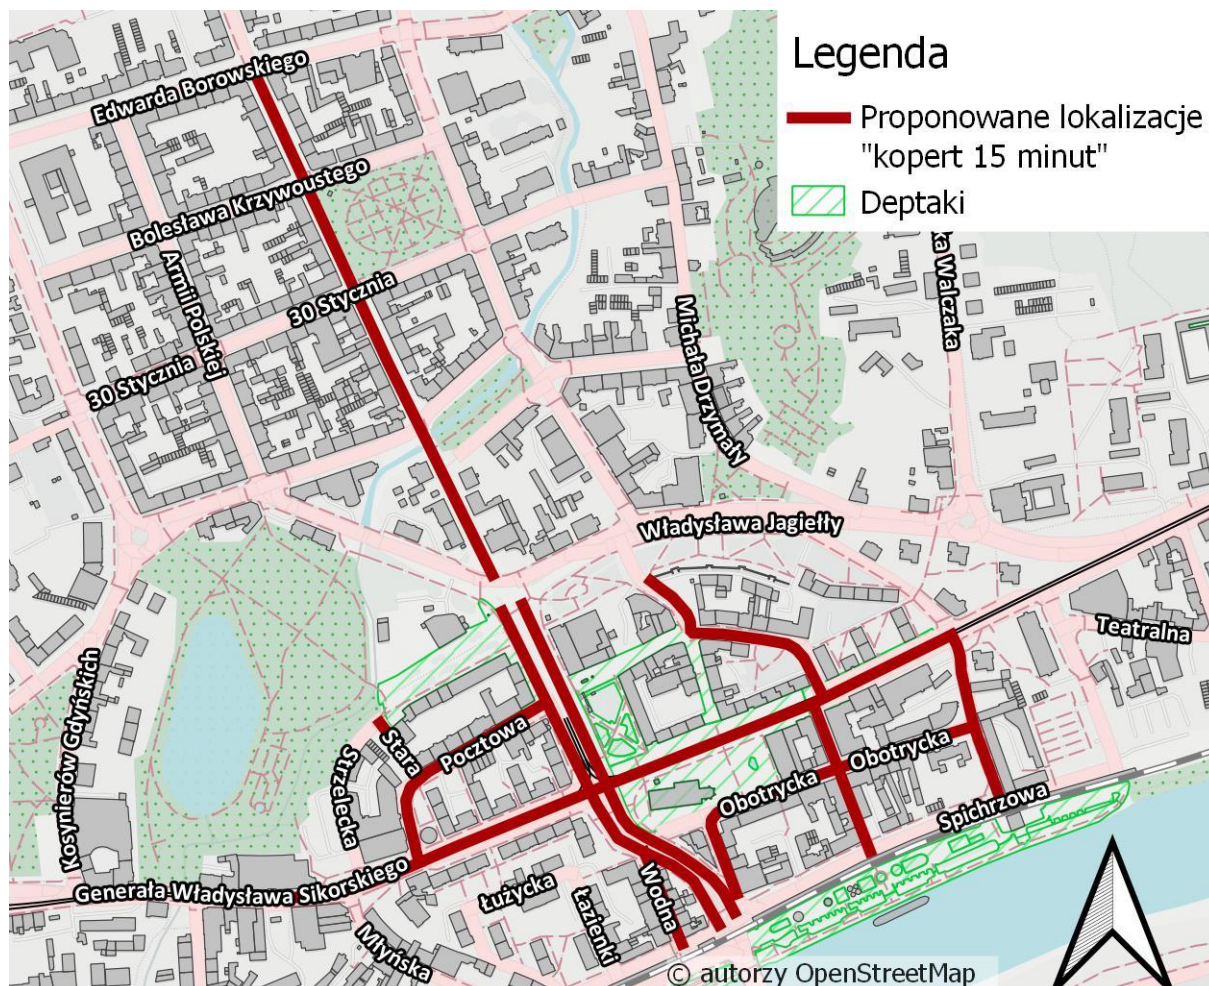 Legenda
Proponowane lokalizacje
"kopert 15 minut"
Deptaki
Edwarda Borowskiego
Bolesława Krzywoustego
Armii Polskiej
30 Stycznia
30 Stycznia
Michała Drzymały
ka Walczaka
Władysława Jagiełły
Teatralna
Kosynierów Gdyńskich
Strzelecka
Stara
Pocztowa
Obotrycka
Obotrycka
Spichrzowa
Generała Władysława Sikorskiego
Łużycka
Łazienki
Wodna
Młyńska
© autorzy OpenStreetMap